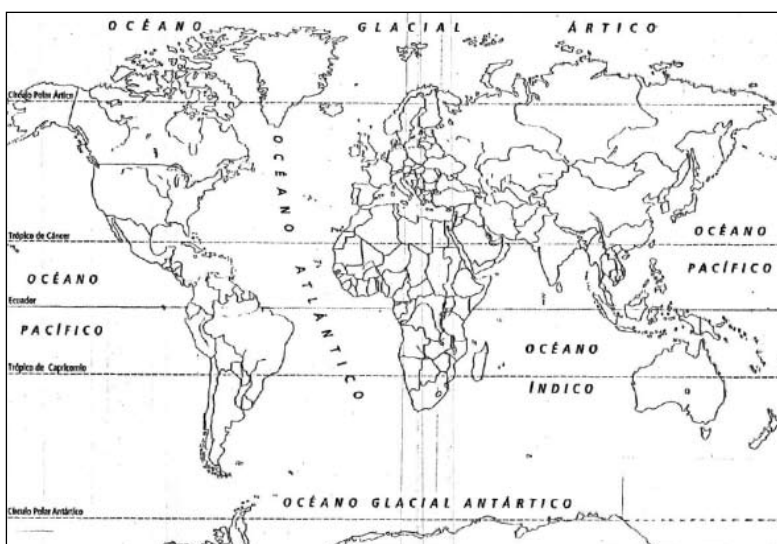 OCÉANO GLACIAL ÁRTICO
Círculo Polar Ártico
OCÉANO ATLÁNTICO
Trópico de Cáncer
OCÉANO
PACÍFICO
OCÉANO
PACÍFICO
Ecuador
OCÉANO
ÍNDICO
Trópico de Capricornio
OCÉANO GLACIAL ANTÁRTICO
Círculo Polar Antártico